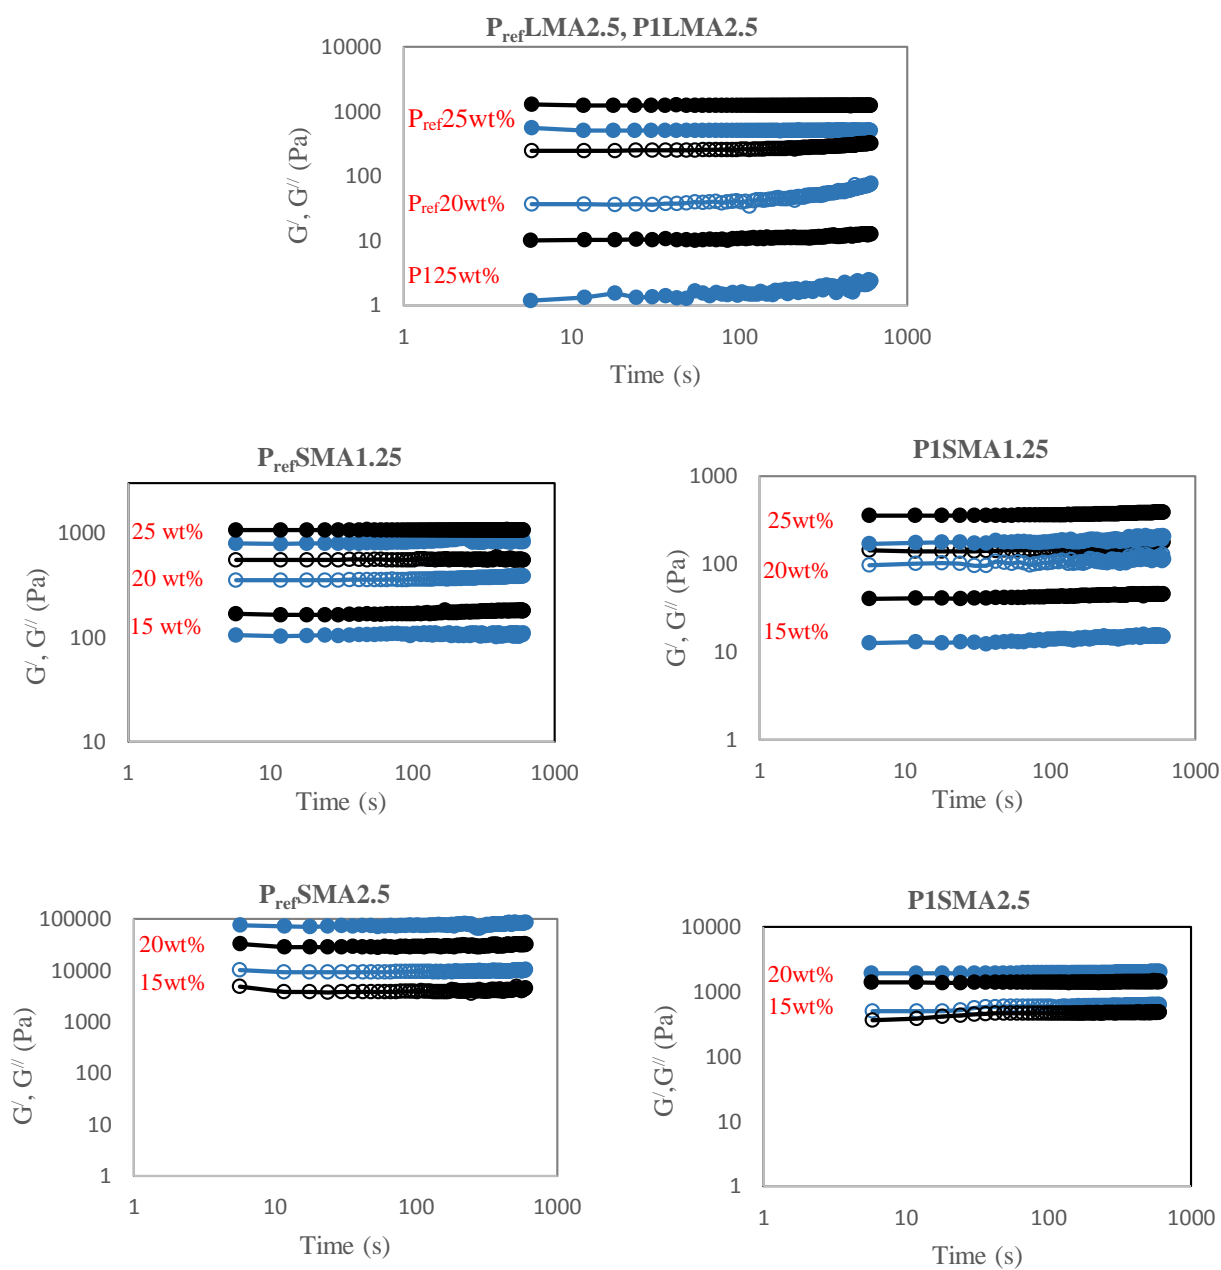 PrefLMA2.5, P1LMA2.5
10000
1000
100
10
1
G/, G// (Pa)
Pref25wt%
Pref20wt%
P125wt%
1 10 100 1000
Time (s)
PrefSMA1.25
1000
100
10
G/, G// (Pa)
25 wt%
20 wt%
15 wt%
1 10 100 1000
Time (s)
P1SMA1.25
1000
100
10
1
G/, G// (Pa)
25wt%
20wt%
15wt%
1 10 100 1000
Time (s)
PrefSMA2.5
100000
10000
1000
100
10
1
G/, G// (Pa)
20wt%
15wt%
1 10 100 1000
Time (s)
P1SMA2.5
10000
1000
100
10
1
G/,G// (Pa)
20wt%
15wt%
1 10 100 1000
Time (s)